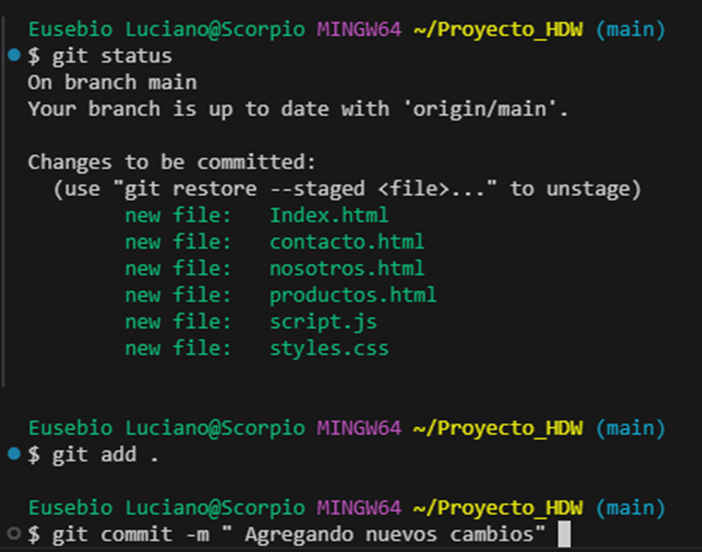 Eusebio Luciano@Scorpio MINGW64 ~/Proyecto_HDW (main)
$ git status
On branch main
Your branch is up to date with 'origin/main'.
Changes to be committed:
(use "git restore --staged <file>..." to unstage)
new file: Index.html
new file: contacto.html
new file: nosotros.html
new file: productos.html
new file: script.js
new file: styles.css
Eusebio Luciano@Scorpio MINGW64 ~/Proyecto_HDW (main)
$ git add .
Eusebio Luciano@Scorpio MINGW64 ~/Proyecto_HDW (main)
$ git commit -m " Agregando nuevos cambios"